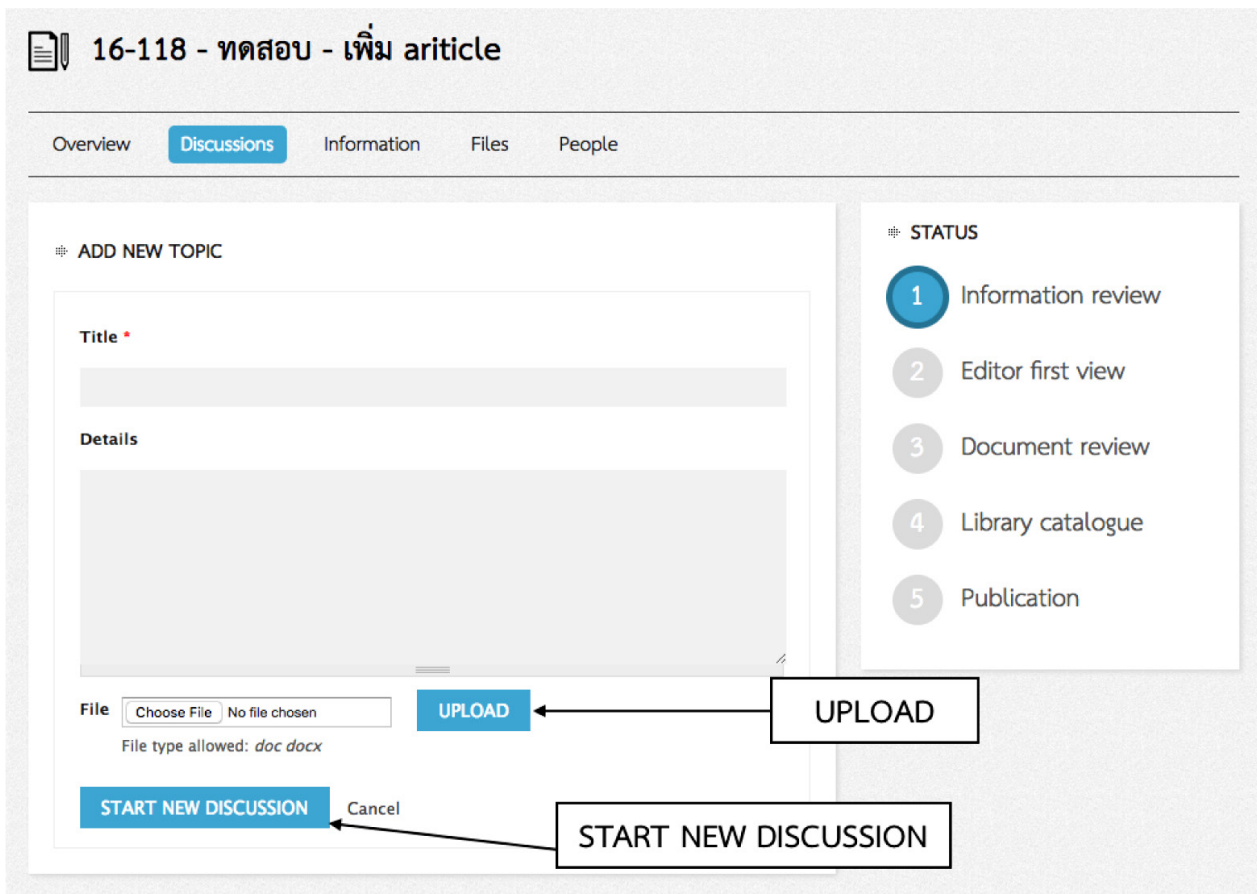 16-118 - ทดสอบ - เพิ่ม ariticle
Overview Discussions Information Files People
ADD NEW TOPIC
Title *
Details
File Choose File No file chosen UPLOAD
File type allowed: doc docx
START NEW DISCUSSION Cancel
STATUS
1 Information review
2 Editor first view
3 Document review
4 Library catalogue
5 Publication
UPLOAD
START NEW DISCUSSION